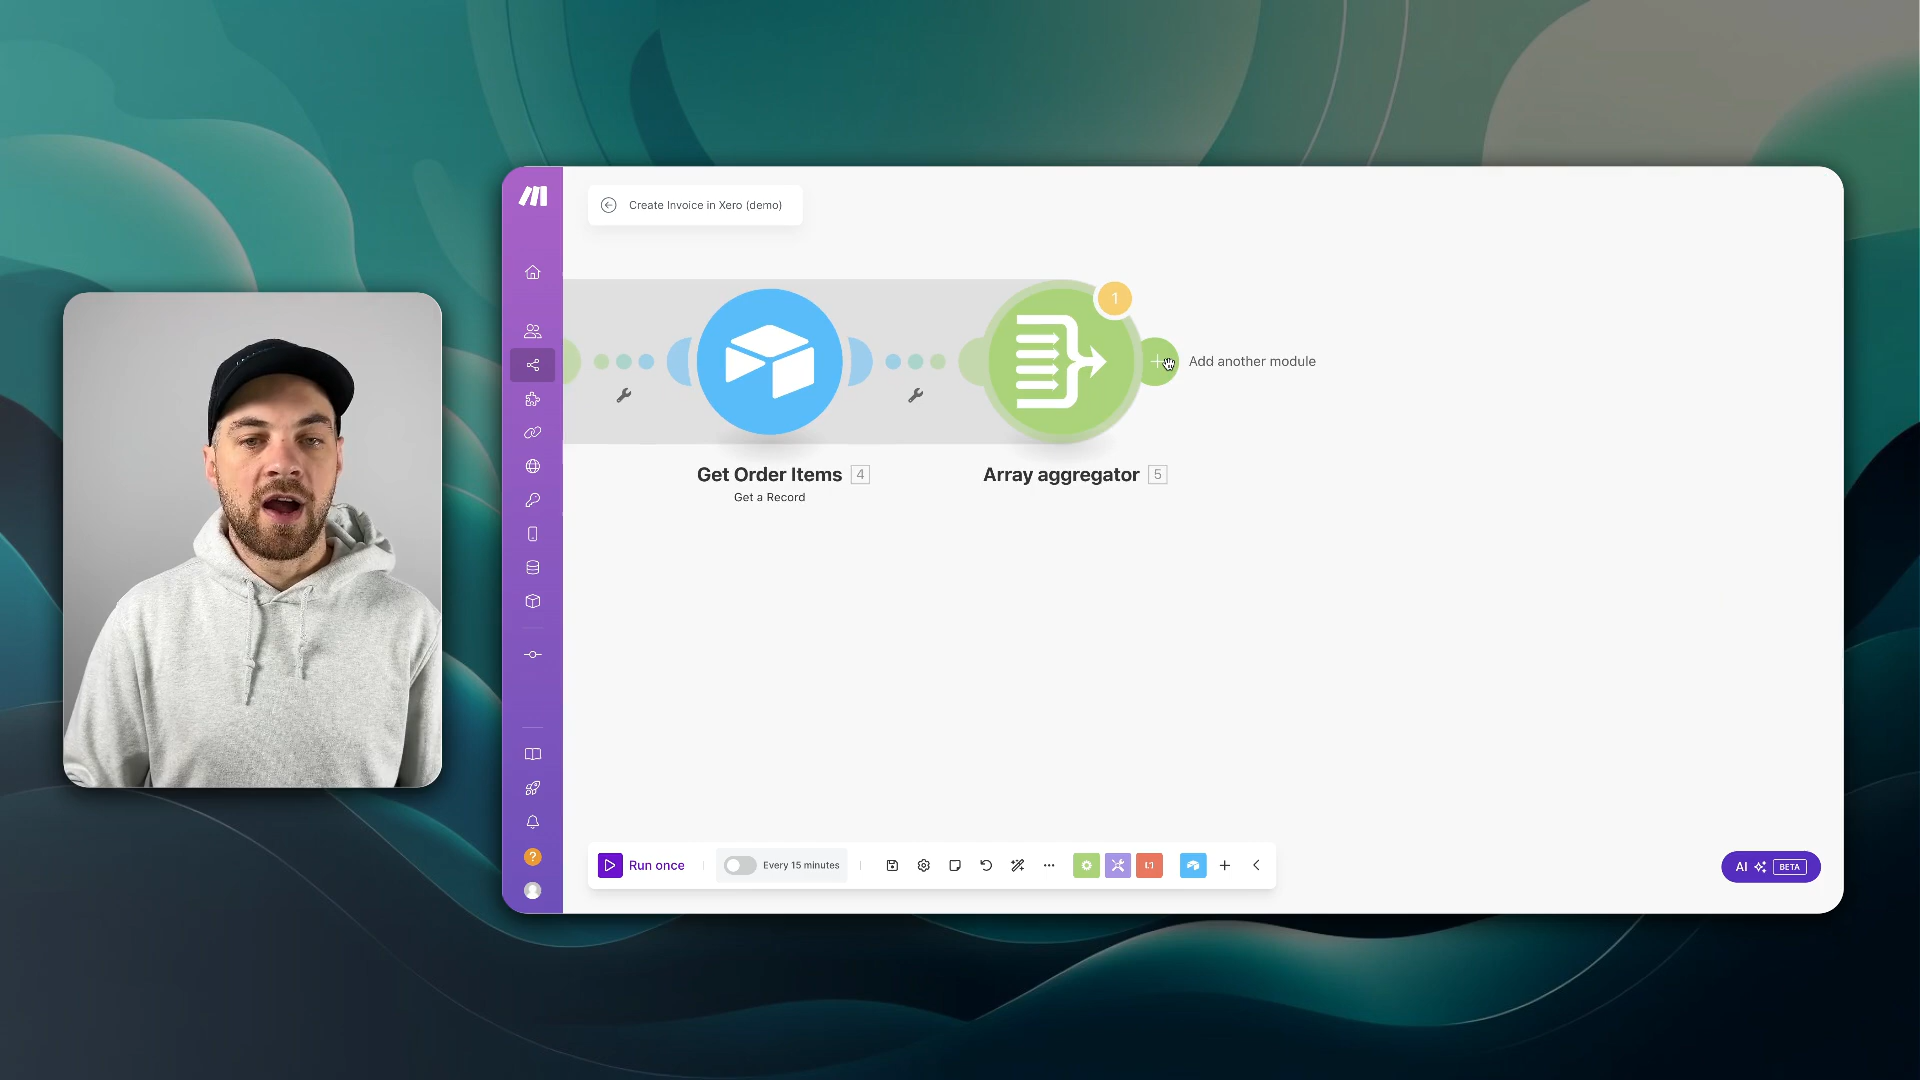 Create Invoice in Xero (demo)
1
Add another module
Get Order Items 4
Get a Record
Array aggregator 5
?
Run once
Every 15 minutes
AI BETA